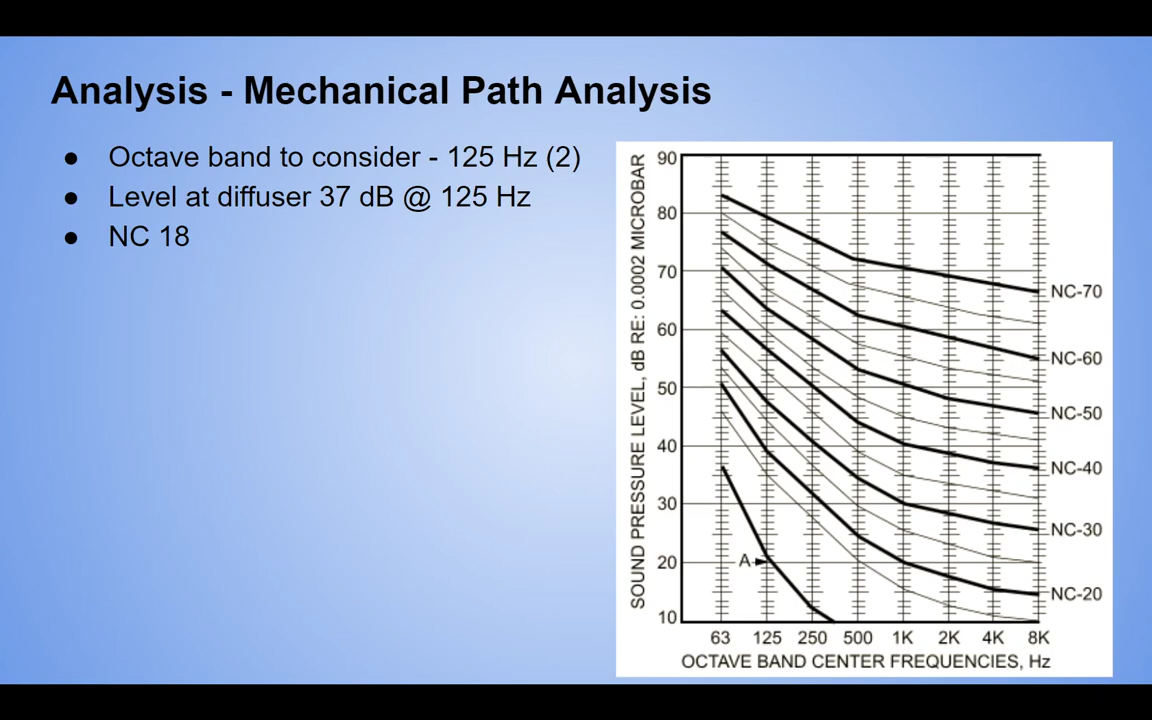 Analysis - Mechanical Path Analysis
● Octave band to consider - 125 Hz (2)
● Level at diffuser 37 dB @ 125 Hz
● NC 18
SOUND PRESSURE LEVEL, dB RE: 0.0002 MICROBAR
90
80
70
60
50
40
30
20
10
A
NC-70
NC-60
NC-50
NC-40
NC-30
NC-20
63 125 250 500 1K 2K 4K 8K
OCTAVE BAND CENTER FREQUENCIES, Hz